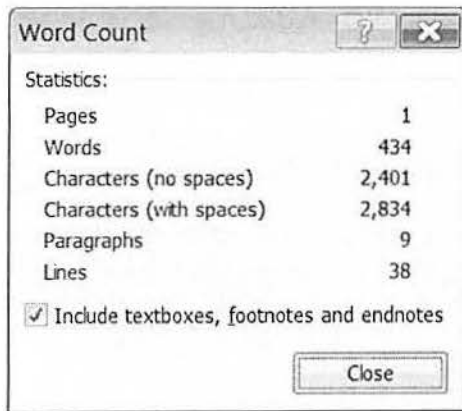 Word Count
Statistics:
Pages 1
Words 434
Characters (no spaces) 2,401
Characters (with spaces) 2,834
Paragraphs 9
Lines 38
Include textboxes, footnotes and endnotes
Close